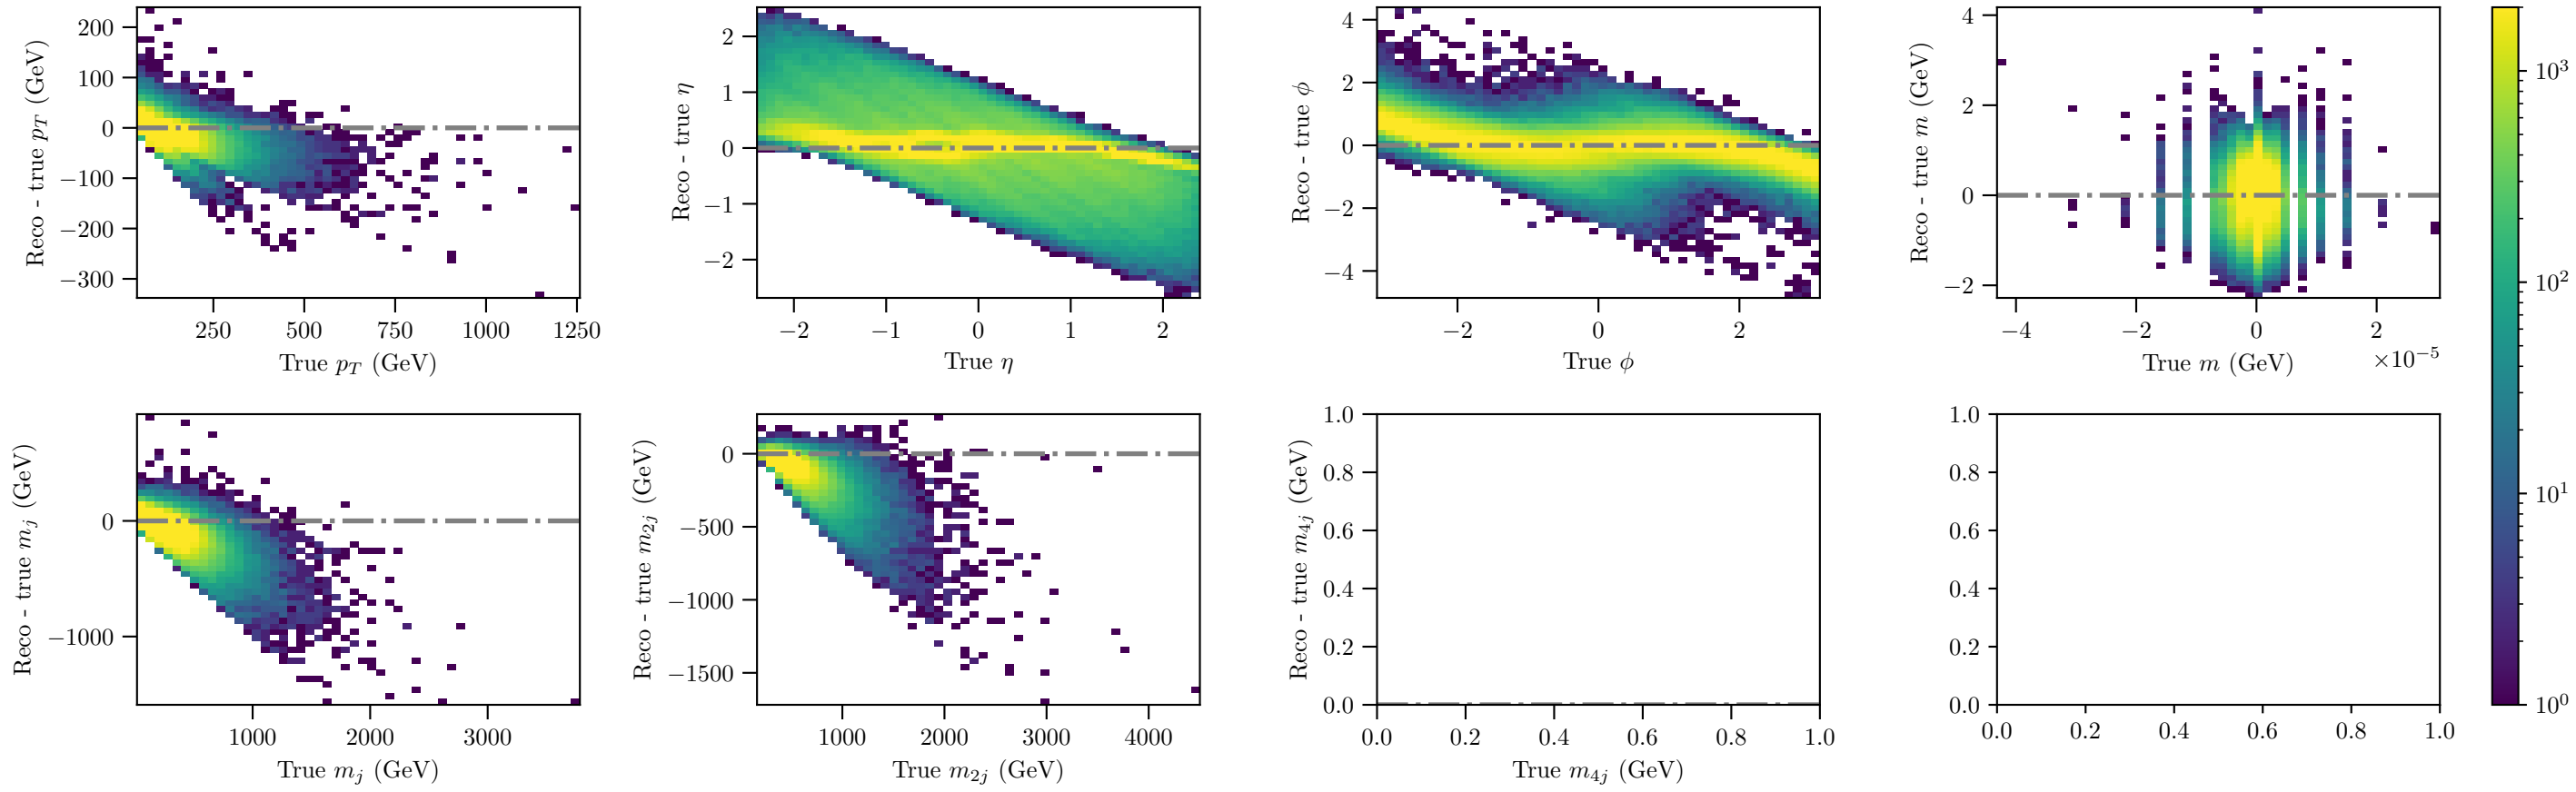 200
100
0
−100
−200
−300
Reco - true p_T (GeV)
250 500 750 1000 1250
True p_T (GeV)
2
1
0
−1
−2
Reco - true η
−2 −1 0 1 2
True η
4
2
0
−2
−4
Reco - true ϕ
−2 0 2
True ϕ
4
2
0
−2
Reco - true m (GeV)
−4 −2 0 2
True m (GeV)
×10^−5
0
−1000
Reco - true m_j (GeV)
1000 2000 3000
True m_j (GeV)
0
−500
−1000
−1500
Reco - true m_2j (GeV)
1000 2000 3000 4000
True m_2j (GeV)
1.0
0.8
0.6
0.4
0.2
0.0
Reco - true m_4j (GeV)
0.0 0.2 0.4 0.6 0.8 1.0
True m_4j (GeV)
1.0
0.8
0.6
0.4
0.2
0.0
0.0 0.2 0.4 0.6 0.8 1.0
10^3
10^2
10^1
10^0